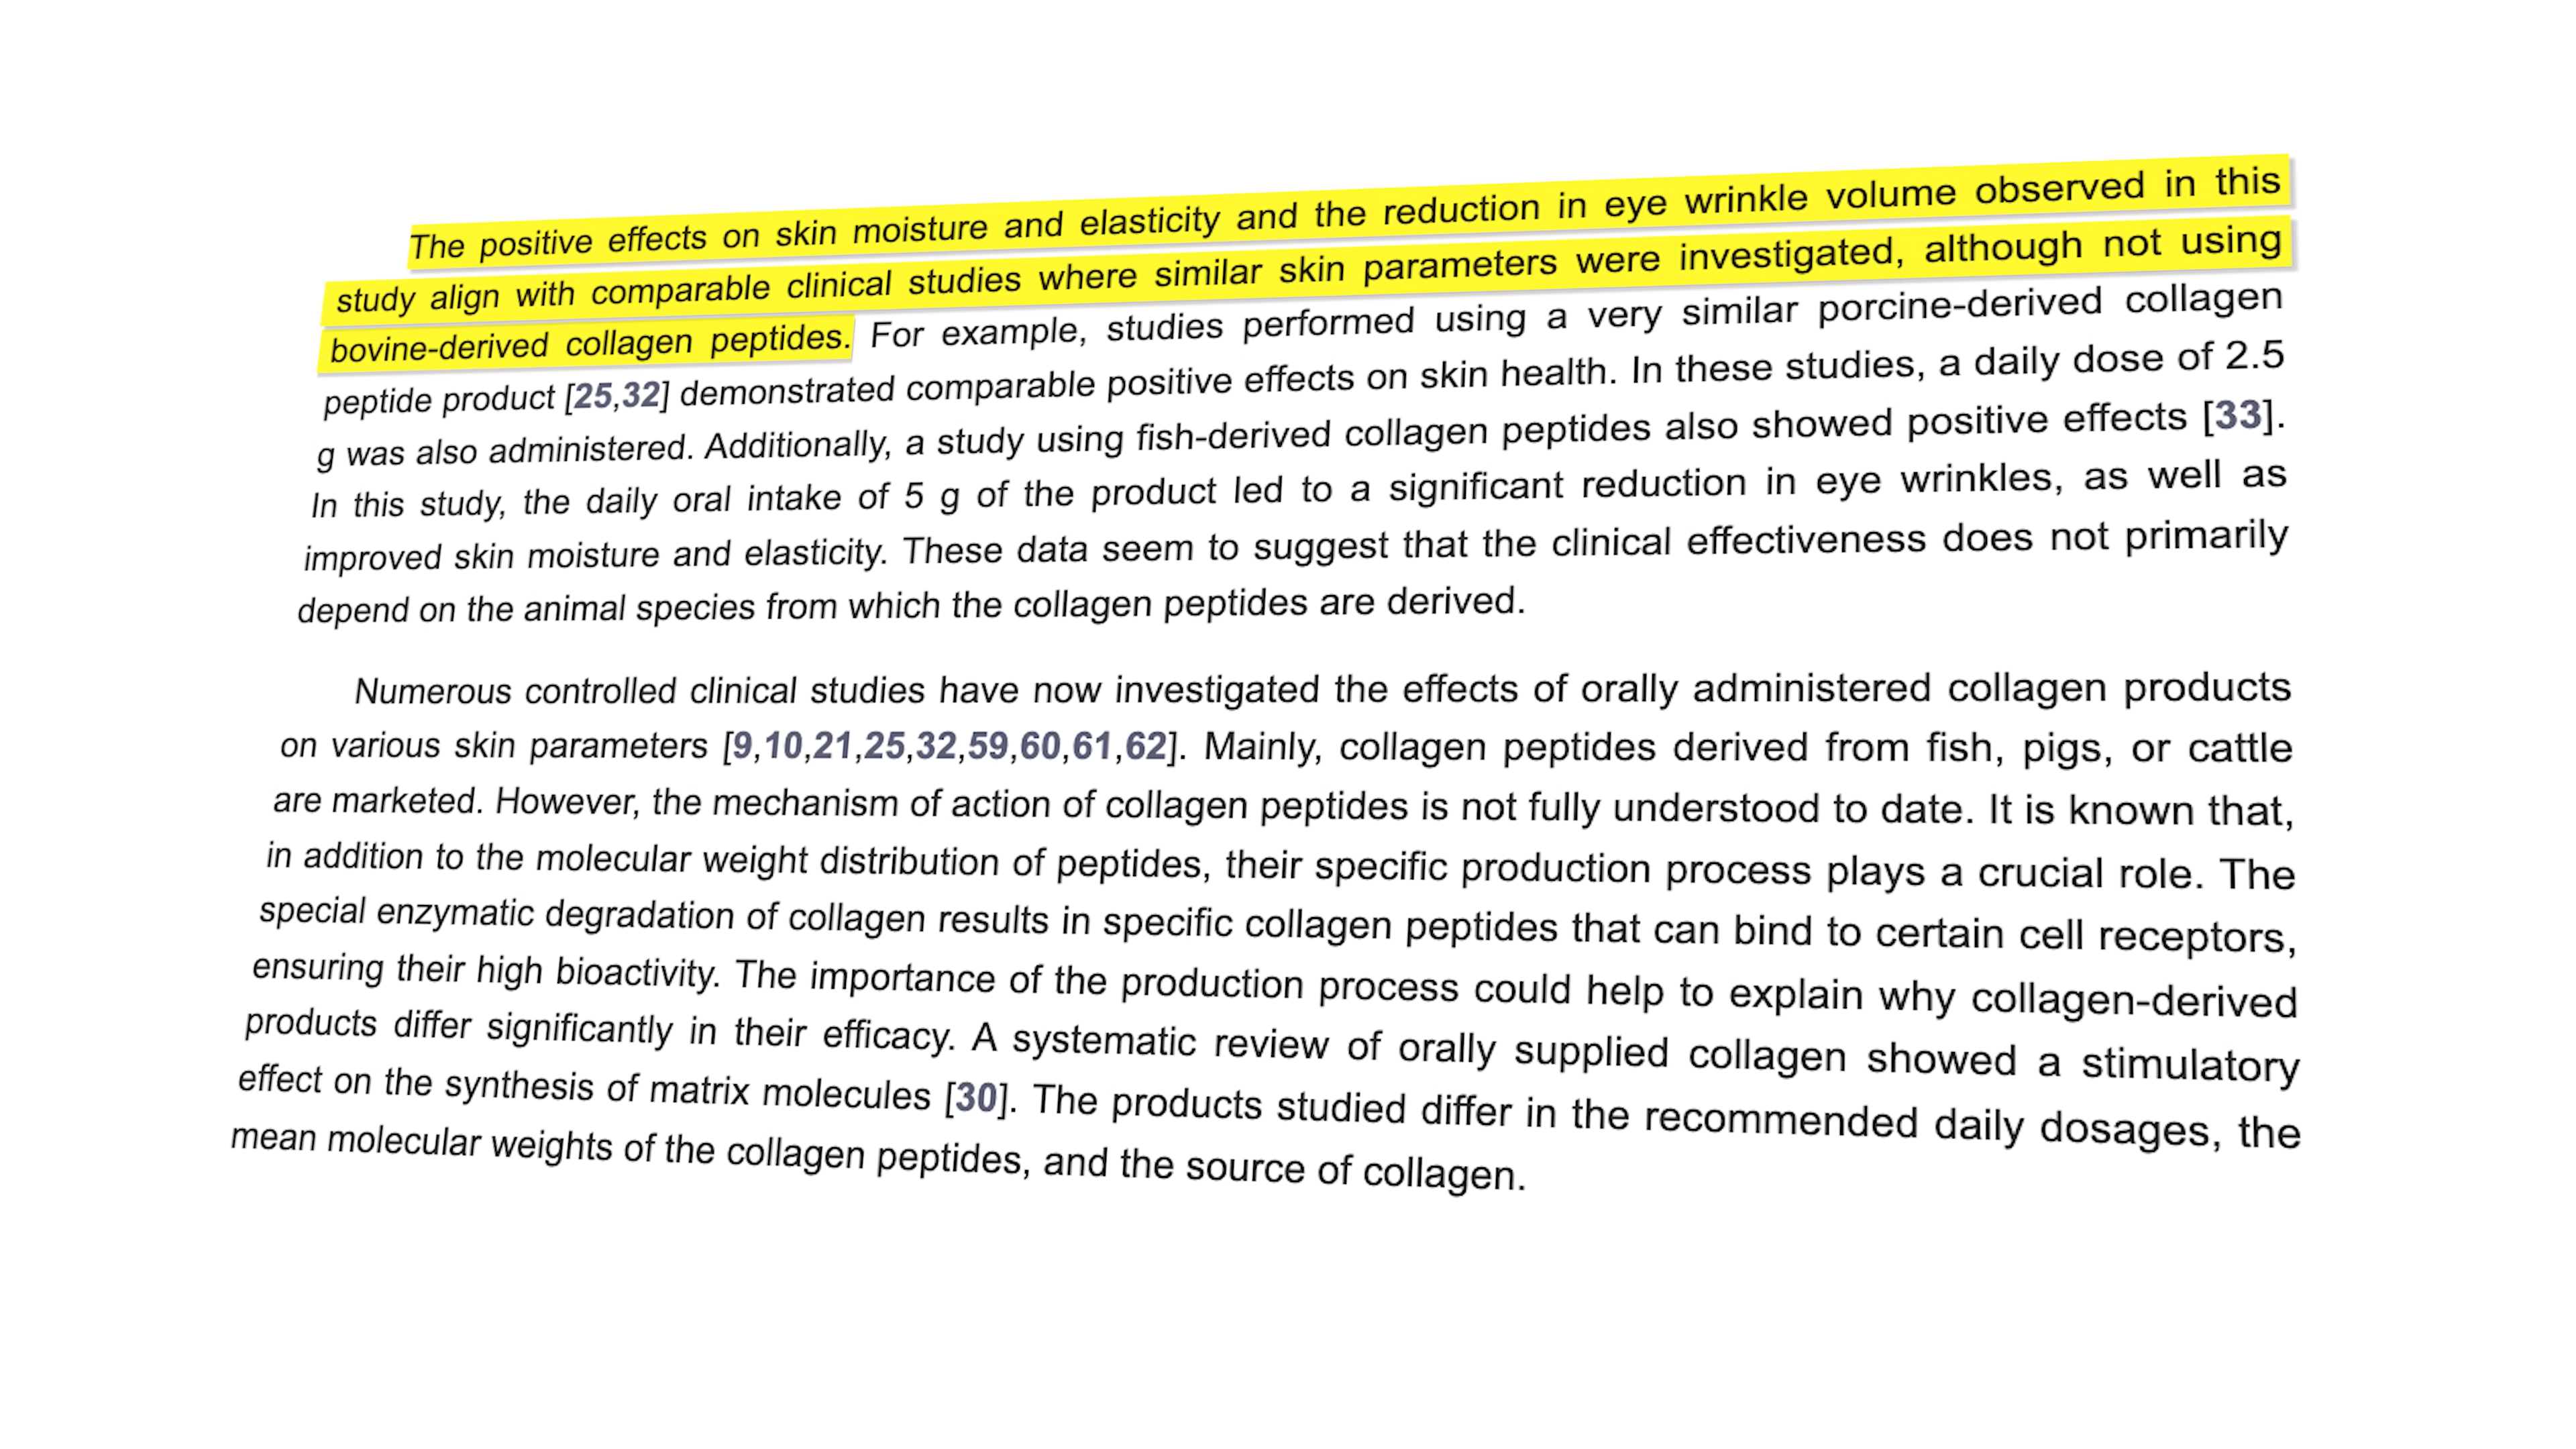 The positive effects on skin moisture and elasticity and the reduction in eye wrinkle volume observed in this
study align with comparable clinical studies where similar skin parameters were investigated, although not using
bovine-derived collagen peptides. For example, studies performed using a very similar porcine-derived collagen
peptide product [25,32] demonstrated comparable positive effects on skin health. In these studies, a daily dose of 2.5
g was also administered. Additionally, a study using fish-derived collagen peptides also showed positive effects [33].
In this study, the daily oral intake of 5 g of the product led to a significant reduction in eye wrinkles, as well as
improved skin moisture and elasticity. These data seem to suggest that the clinical effectiveness does not primarily
depend on the animal species from which the collagen peptides are derived.
Numerous controlled clinical studies have now investigated the effects of orally administered collagen products
on various skin parameters [9,10,21,25,32,59,60,61,62]. Mainly, collagen peptides derived from fish, pigs, or cattle
are marketed. However, the mechanism of action of collagen peptides is not fully understood to date. It is known that,
in addition to the molecular weight distribution of peptides, their specific production process plays a crucial role. The
special enzymatic degradation of collagen results in specific collagen peptides that can bind to certain cell receptors,
ensuring their high bioactivity. The importance of the production process could help to explain why collagen-derived
products differ significantly in their efficacy. A systematic review of orally supplied collagen showed a stimulatory
effect on the synthesis of matrix molecules [30]. The products studied differ in the recommended daily dosages, the
mean molecular weights of the collagen peptides, and the source of collagen.